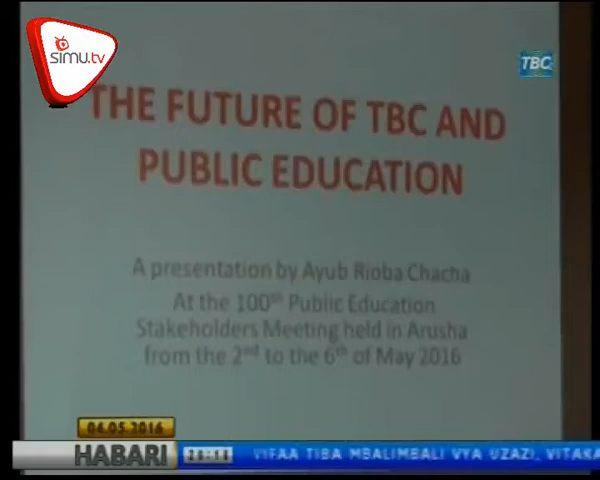 SIMU.tv
TBC
THE FUTURE OF TBC AND
PUBLIC EDUCATION
A presentation by Ayub Rioba Chacha
At the 100th Public Education
Stakeholders Meeting held in Arusha
from the 2nd to the 6th of May 2016
04.05.2016
HABARI
VIFAA TIBA MBALIMBALI VYA UZAZI, VITAKA